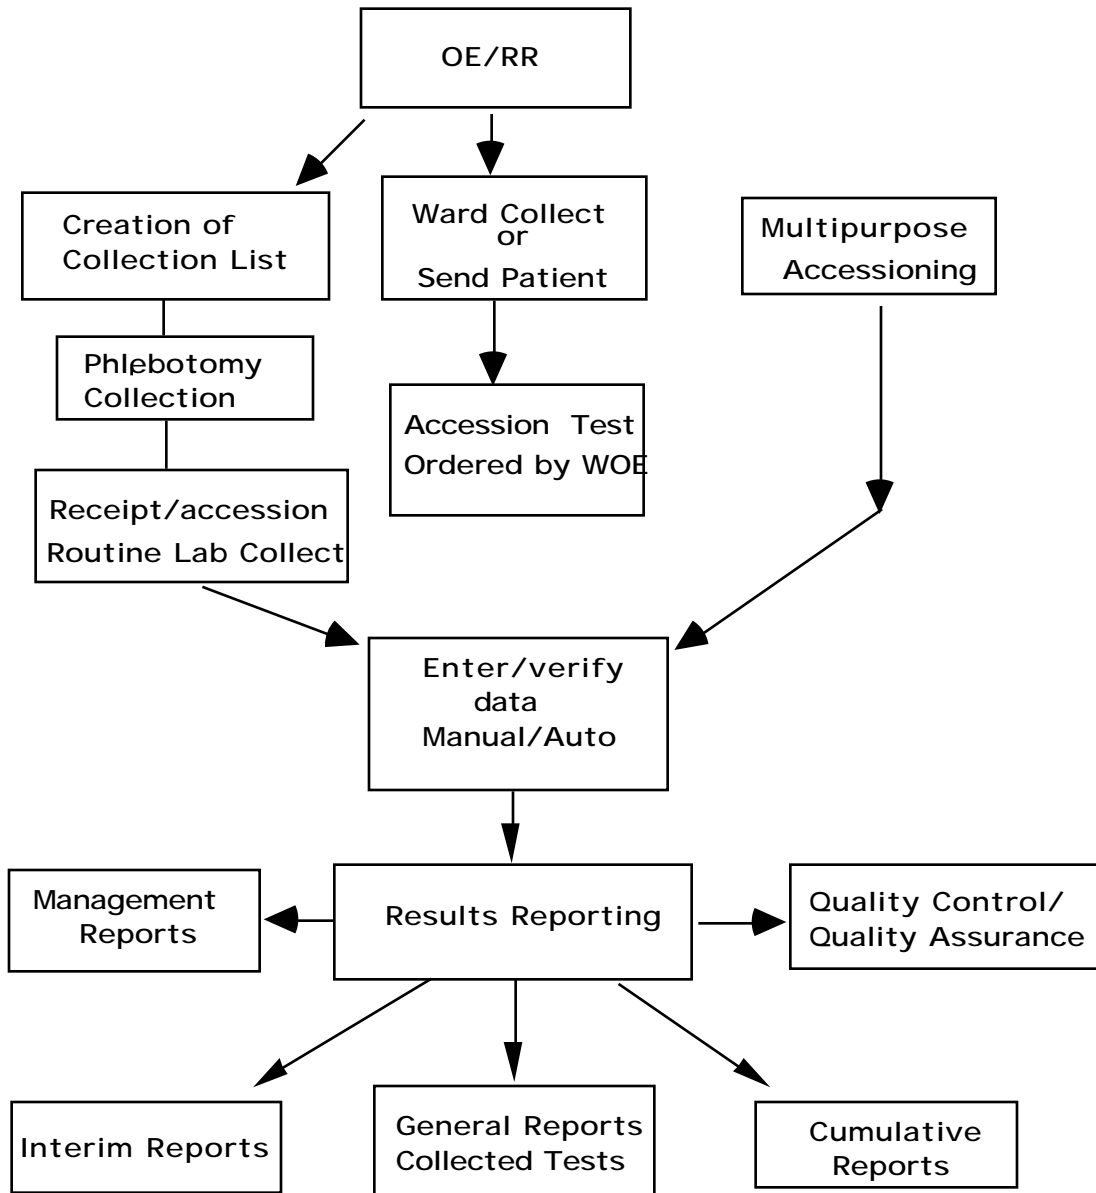 OE/RR
Creation of
Collection List
Ward Collect
or
Send Patient
Multipurpose
Accessioning
Phlebotomy
Collection
Accession Test
Ordered by WOE
Receipt/accession
Routine Lab Collect
Enter/verify
data
Manual/Auto
Management
Reports
Results Reporting
Quality Control/
Quality Assurance
Interim Reports
General Reports
Collected Tests
Cumulative
Reports